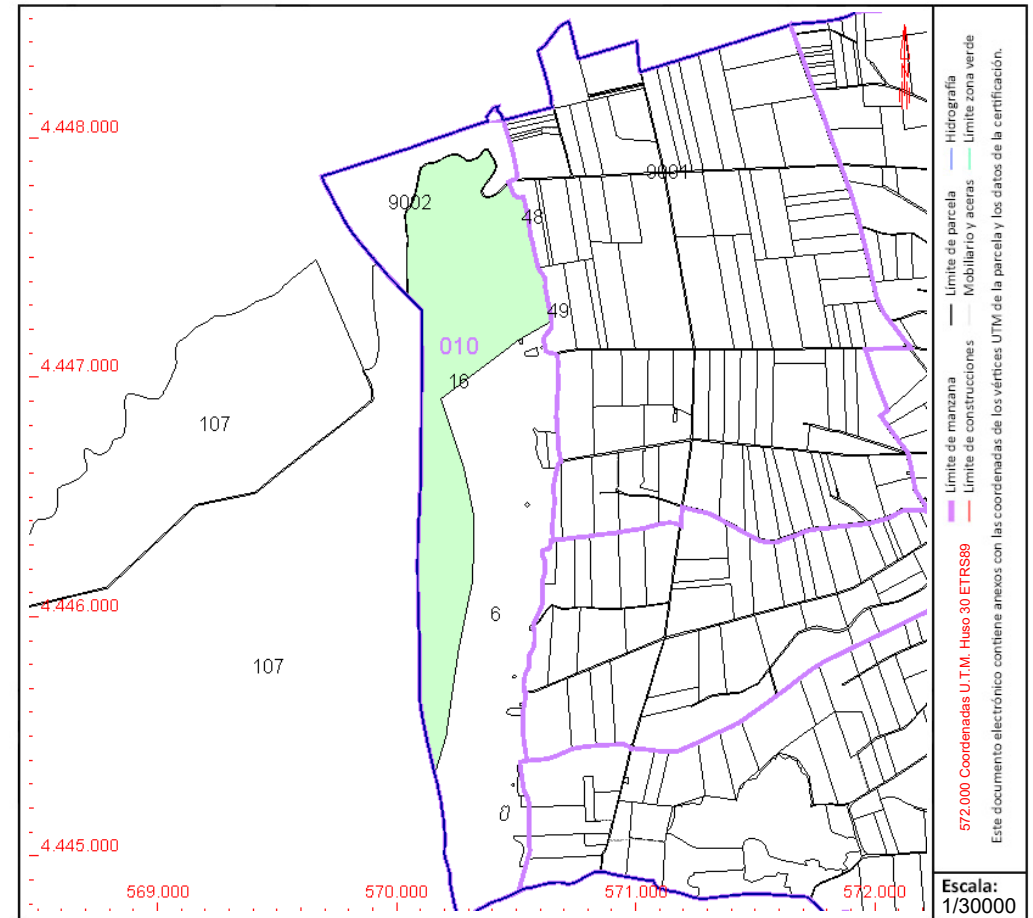 4.448.000
9001
9002
48
49
010
4.447.000
16
107
4.446.000
6
107
4.445.000
569.000
570.000
571.000
572.000
Límite de manzana
Límite de parcela
Hidrografía
Límite de construcciones
Mobiliario y aceras
Límite zona verde
572.000 Coordenadas U.T.M. Huso 30 ETRS89
Este documento electrónico contiene anexos con las coordenadas de los vértices UTM de la parcela y los datos de la certificación.
Escala:
1/30000